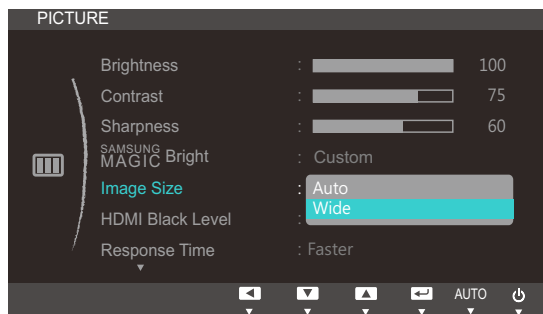 PICTURE
Brightness : 100
Contrast : 75
Sharpness : 60
SAMSUNG MAGIC Bright : Custom
Image Size : Auto
Wide
HDMI Black Level :
Response Time : Faster
AUTO